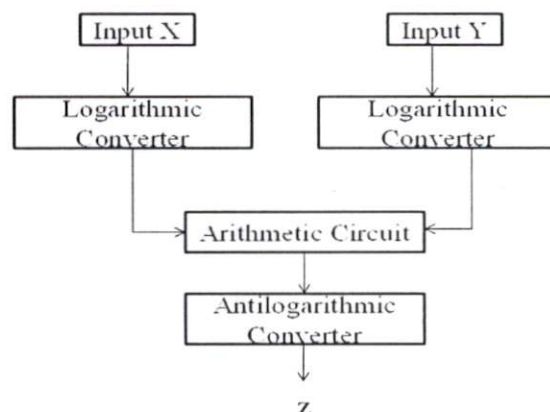 Input X
Input Y
Logarithmic
Converter
Logarithmic
Converter
Arithmetic Circuit
Antilogarithmic
Converter
Z